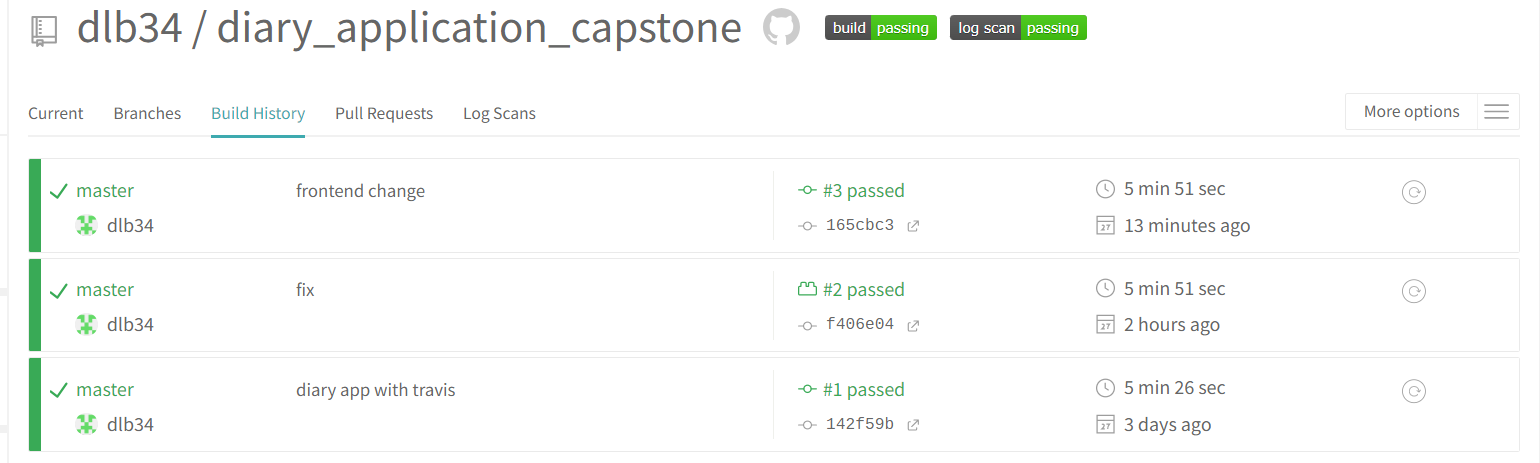 dlb34 / diary_application_capstone build passing log scan passing
Current Branches Build History Pull Requests Log Scans More options
master frontend change #3 passed 5 min 51 sec
dlb34 165cbc3 27 13 minutes ago
master fix #2 passed 5 min 51 sec
dlb34 f406e04 27 2 hours ago
master diary app with travis #1 passed 5 min 26 sec
dlb34 142f59b 27 3 days ago